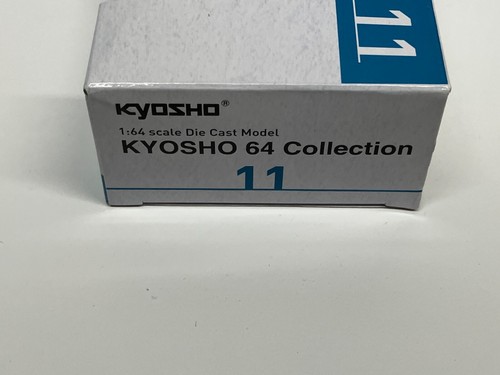 KYOSHO®
1:64 scale Die Cast Model
KYOSHO 64 Collection
11
11